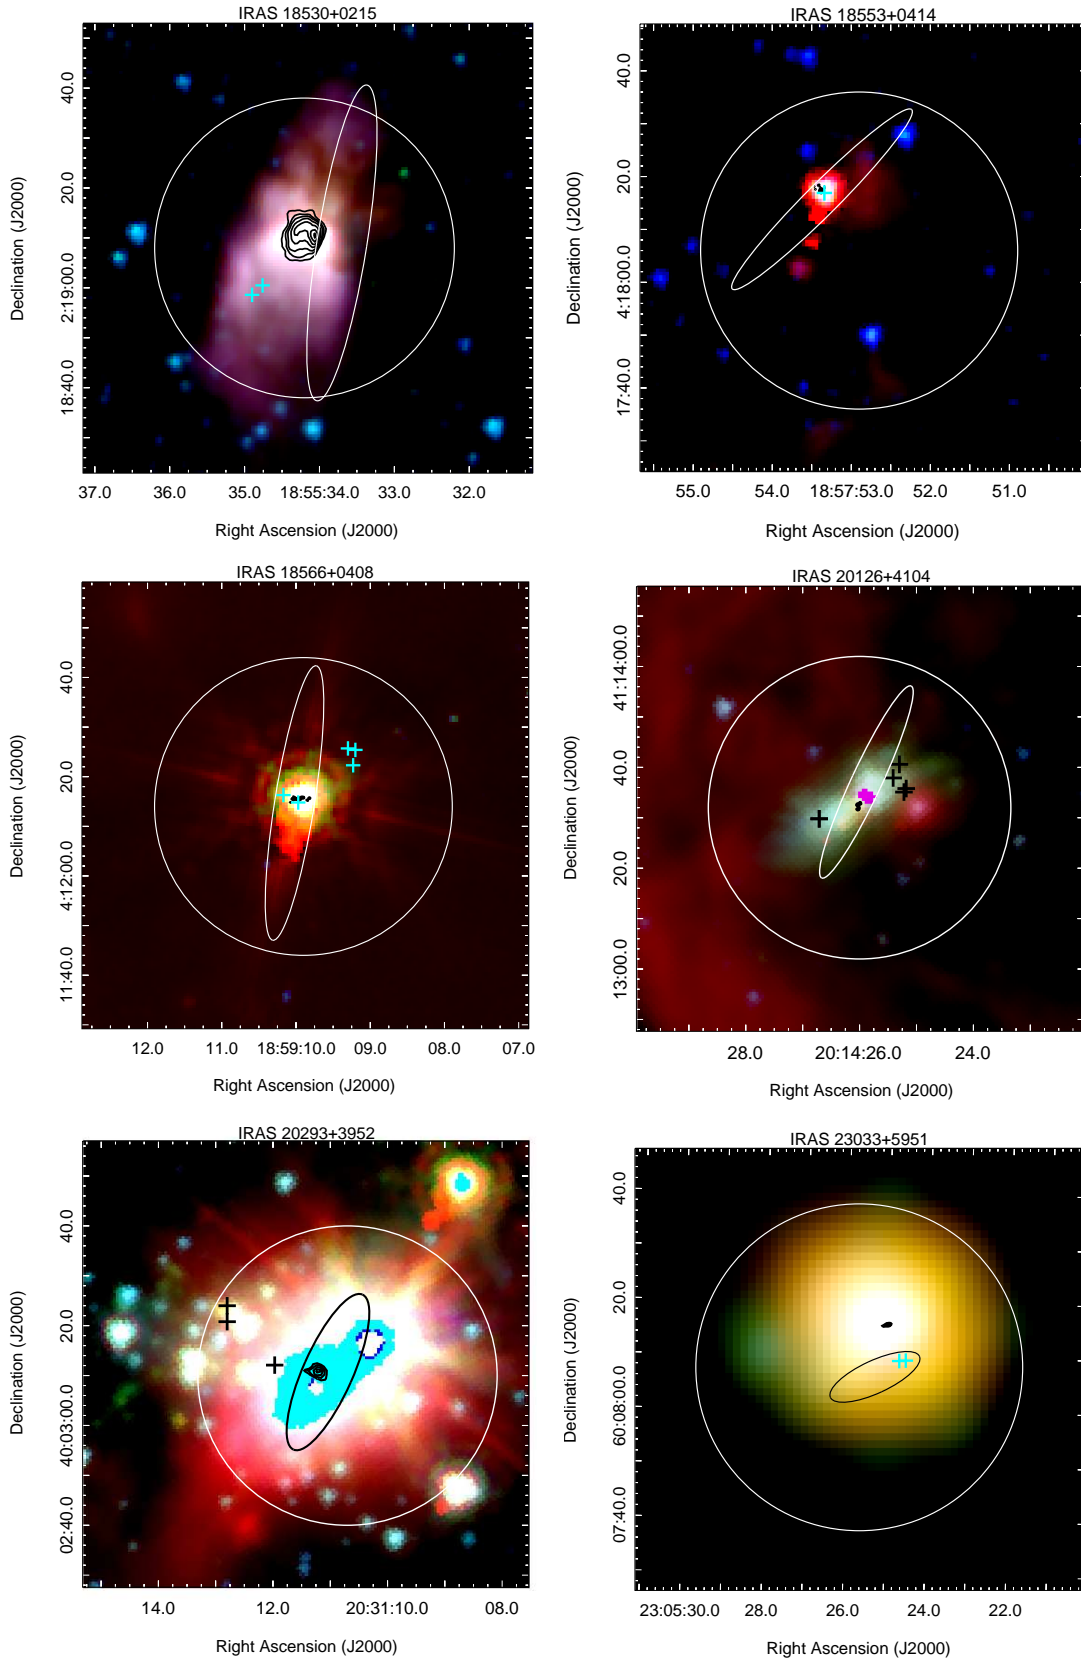 IRAS 18530+0215
Declination (J2000)
40.0
20.0
2:19:00.0
18:40.0
37.0 36.0 35.0 18:55:34.0 33.0 32.0
Right Ascension (J2000)
IRAS 18553+0414
Declination (J2000)
40.0
20.0
4:18:00.0
17:40.0
55.0 54.0 18:57:53.0 52.0 51.0
Right Ascension (J2000)
IRAS 18566+0408
Declination (J2000)
40.0
20.0
4:12:00.0
11:40.0
12.0 11.0 18:59:10.0 09.0 08.0 07.0
Right Ascension (J2000)
IRAS 20126+4104
Declination (J2000)
41:14:00.0
40.0
20.0
13:00.0
28.0 20:14:26.0 24.0
Right Ascension (J2000)
IRAS 20293+3952
Declination (J2000)
40.0
20.0
40:03:00.0
02:40.0
14.0 12.0 20:31:10.0 08.0
Right Ascension (J2000)
IRAS 23033+5951
Declination (J2000)
40.0
20.0
60:08:00.0
07:40.0
23:05:30.0 28.0 26.0 24.0 22.0
Right Ascension (J2000)